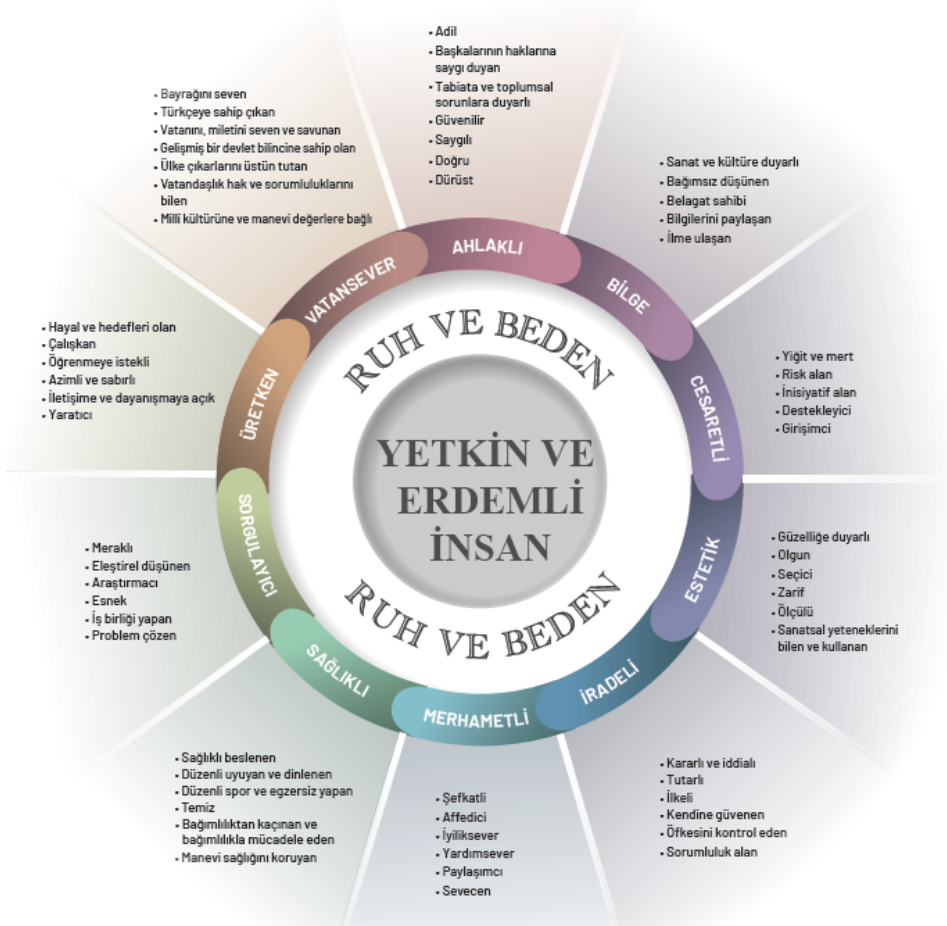 • Adil
• Başkalarının haklarına
saygı duyan
• Tabiata ve toplumsal
sorunlara duyarlı
• Güvenilir
• Saygılı
• Doğru
• Dürüst
• Bayrağını seven
• Türkçeye sahip çıkan
• Vatanını, milletini seven ve savunan
• Gelişmiş bir devlet bilincine sahip olan
• Ülke çıkarlarını üstün tutan
• Vatandaşlık hak ve sorumluluklarını
bilen
• Millî kültürüne ve manevi değerlere bağlı
• Sanat ve kültüre duyarlı
• Bağımsız düşünen
• Belagat sahibi
• Bilgilerini paylaşan
• İlme ulaşan
AHLAKLI
VATANSEVER
BİLGE
• Hayal ve hedefleri olan
• Çalışkan
• Öğrenmeye istekli
• Azimli ve sabırlı
• İletişime ve dayanışmaya açık
• Yaratıcı
ÜRETKEN
RUH VE BEDEN
CESARETLİ
• Yiğit ve mert
• Risk alan
• İnisiyatif alan
• Destekleyici
• Girişimci
YETKİN VE
ERDEMLİ
İNSAN
• Meraklı
• Eleştirel düşünen
• Araştırmacı
• Esnek
• İş birliği yapan
• Problem çözen
SORGULAYICI
RUH VE BEDEN
ESTETİK
• Güzelliğe duyarlı
• Olgun
• Seçici
• Zarif
• Ölçülü
• Sanatsal yeteneklerini
bilen ve kullanan
SAĞLIKLI
MERHAMETLİ
İRADELİ
• Sağlıklı beslenen
• Düzenli uyuyan ve dinlenen
• Düzenli spor ve egzersiz yapan
• Temiz
• Bağımlılıktan kaçınan ve
bağımlılıkla mücadele eden
• Manevi sağlığını koruyan
• Şefkatli
• Affedici
• İyiliksever
• Yardımsever
• Paylaşımcı
• Sevecen
• Kararlı ve iddialı
• Tutarlı
• İlkeli
• Kendine güvenen
• Öfkesini kontrol eden
• Sorumluluk alan